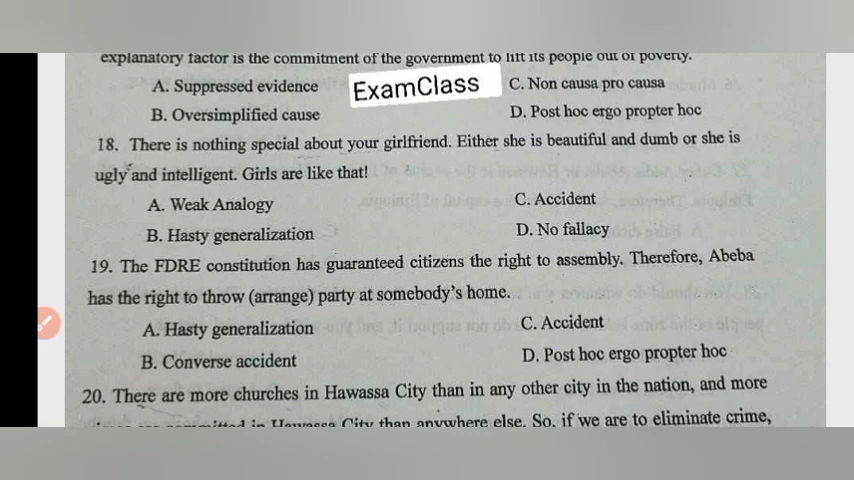 explanatory factor is the commitment of the government to lift its people out of poverty.
A. Suppressed evidence
ExamClass
C. Non causa pro causa
B. Oversimplified cause
D. Post hoc ergo propter hoc
18. There is nothing special about your girlfriend. Either she is beautiful and dumb or she is
ugly and intelligent. Girls are like that!
A. Weak Analogy
C. Accident
B. Hasty generalization
D. No fallacy
19. The FDRE constitution has guaranteed citizens the right to assembly. Therefore, Abeba
has the right to throw (arrange) party at somebody's home.
A. Hasty generalization
C. Accident
B. Converse accident
D. Post hoc ergo propter hoc
20. There are more churches in Hawassa City than in any other city in the nation, and more
committed in Hawassa City than anywhere else. So, if we are to eliminate crime,